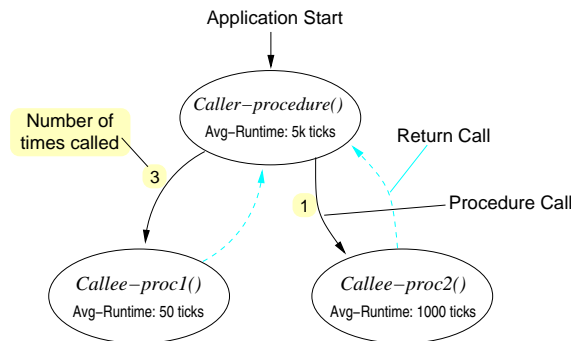 Application Start
Caller−procedure()
Avg−Runtime: 5k ticks
Number of
times called
Return Call
3
1
Procedure Call
Callee−proc1()
Avg−Runtime: 50 ticks
Callee−proc2()
Avg−Runtime: 1000 ticks